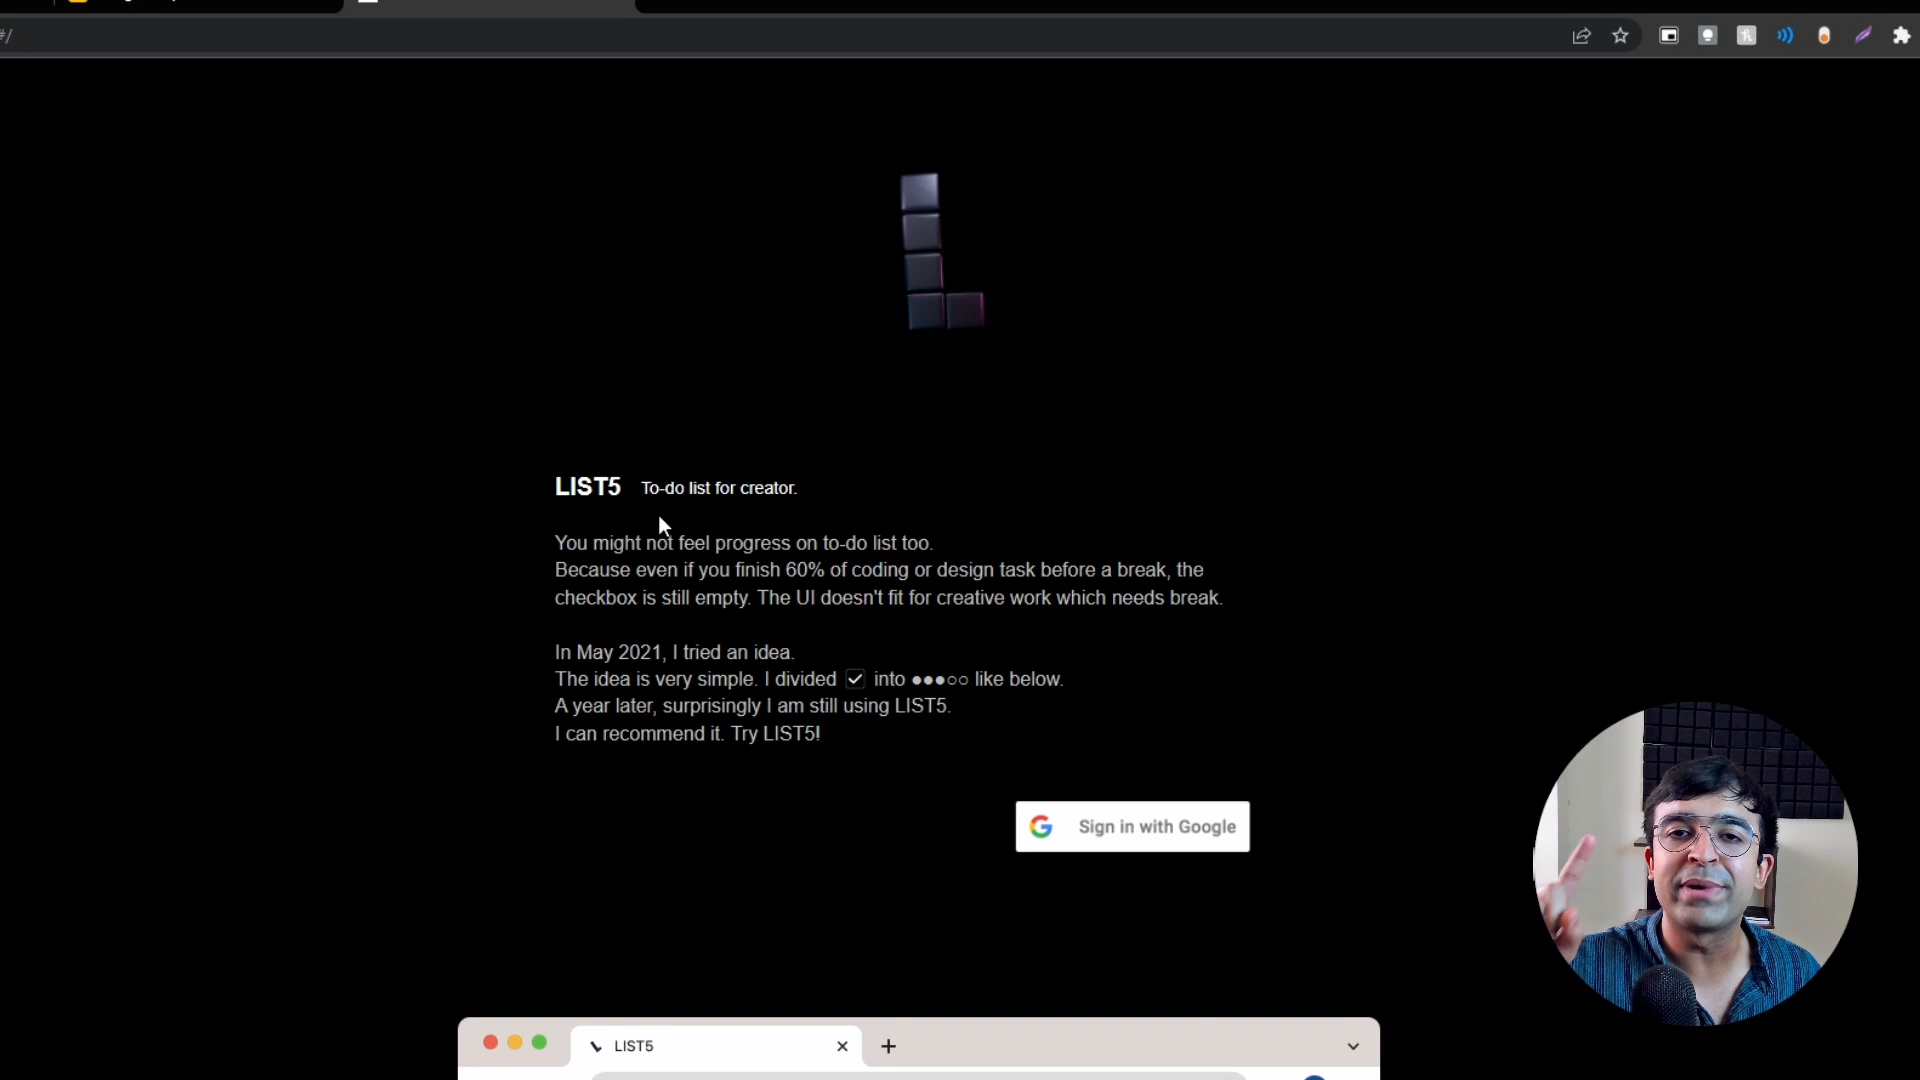 #/
LIST5 To-do list for creator.
You might not feel progress on to-do list too.
Because even if you finish 60% of coding or design task before a break, the
checkbox is still empty. The UI doesn't fit for creative work which needs break.
In May 2021, I tried an idea.
The idea is very simple. I divided ☑ into ●●●○○ like below.
A year later, surprisingly I am still using LIST5.
I can recommend it. Try LIST5!
G Sign in with Google
LIST5